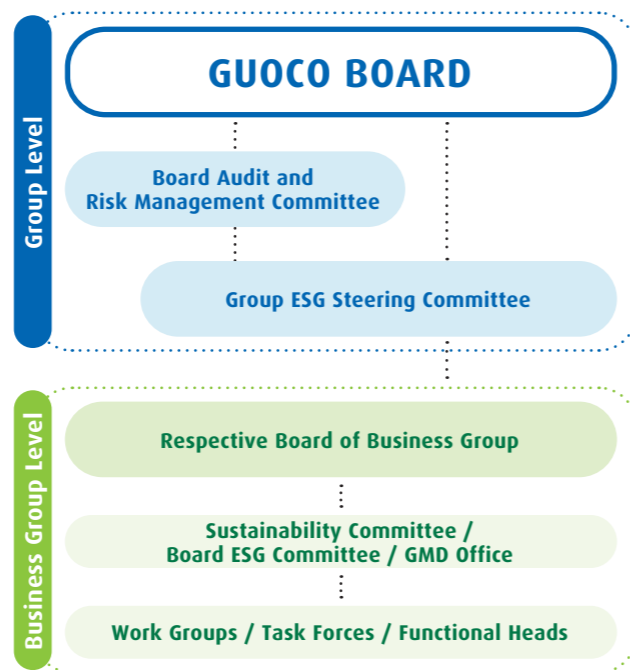 Group Level
GUOCO BOARD
Board Audit and
Risk Management Committee
Group ESG Steering Committee
Business Group Level
Respective Board of Business Group
Sustainability Committee /
Board ESG Committee / GMD Office
Work Groups / Task Forces / Functional Heads